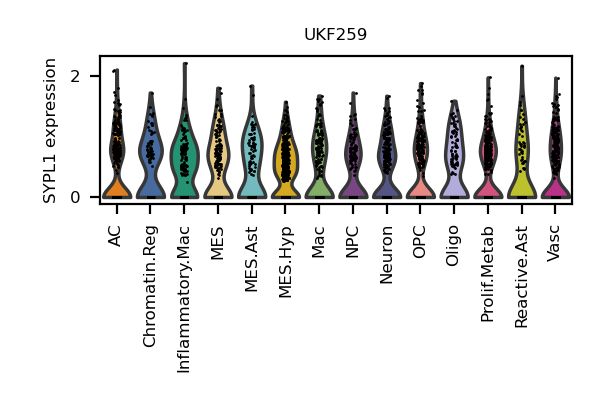 UKF259
SYPL1 expression
2
0
AC
Chromatin.Reg
Inflammatory.Mac
MES
MES.Ast
MES.Hyp
Mac
NPC
Neuron
OPC
Oligo
Prolif.Metab
Reactive.Ast
Vasc